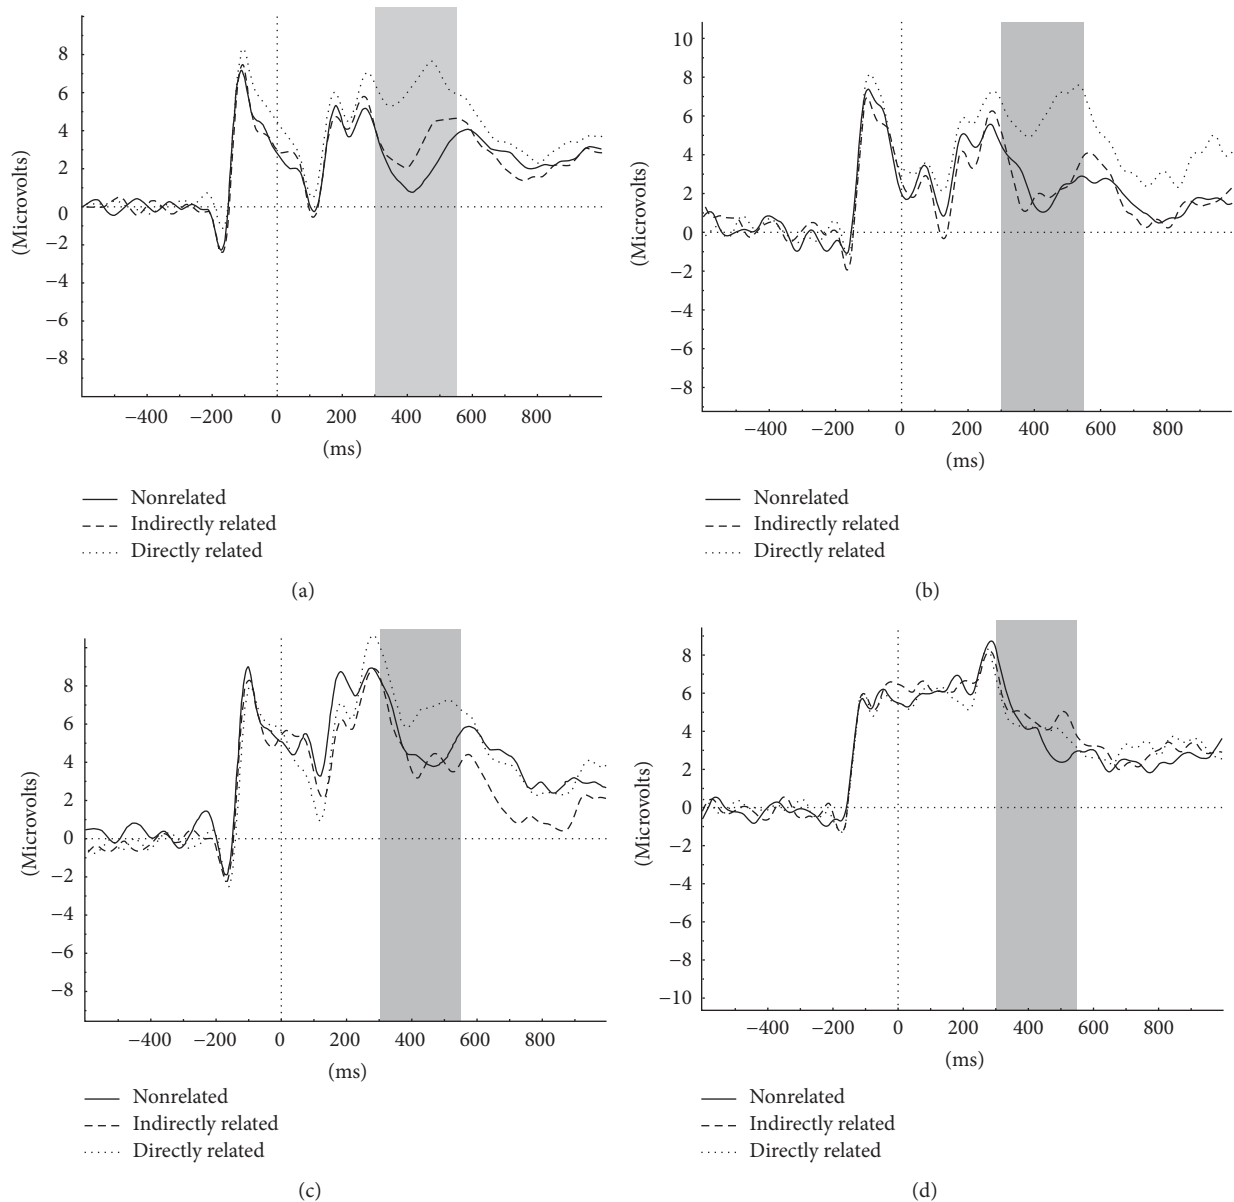 8
6
4
2
0
−2
−4
−6
−8
(Microvolts)
−400 −200 0 200 400 600 800
(ms)
Nonrelated
Indirectly related
Directly related
(a)
10
8
6
4
2
0
−2
−4
−6
−8
(Microvolts)
−400 −200 0 200 400 600 800
(ms)
Nonrelated
Indirectly related
Directly related
(b)
8
6
4
2
0
−2
−4
−6
−8
(Microvolts)
−400 −200 0 200 400 600 800
(ms)
Nonrelated
Indirectly related
Directly related
(c)
8
6
4
2
0
−2
−4
−6
−8
−10
(Microvolts)
−400 −200 0 200 400 600 800
(ms)
Nonrelated
Indirectly related
Directly related
(d)